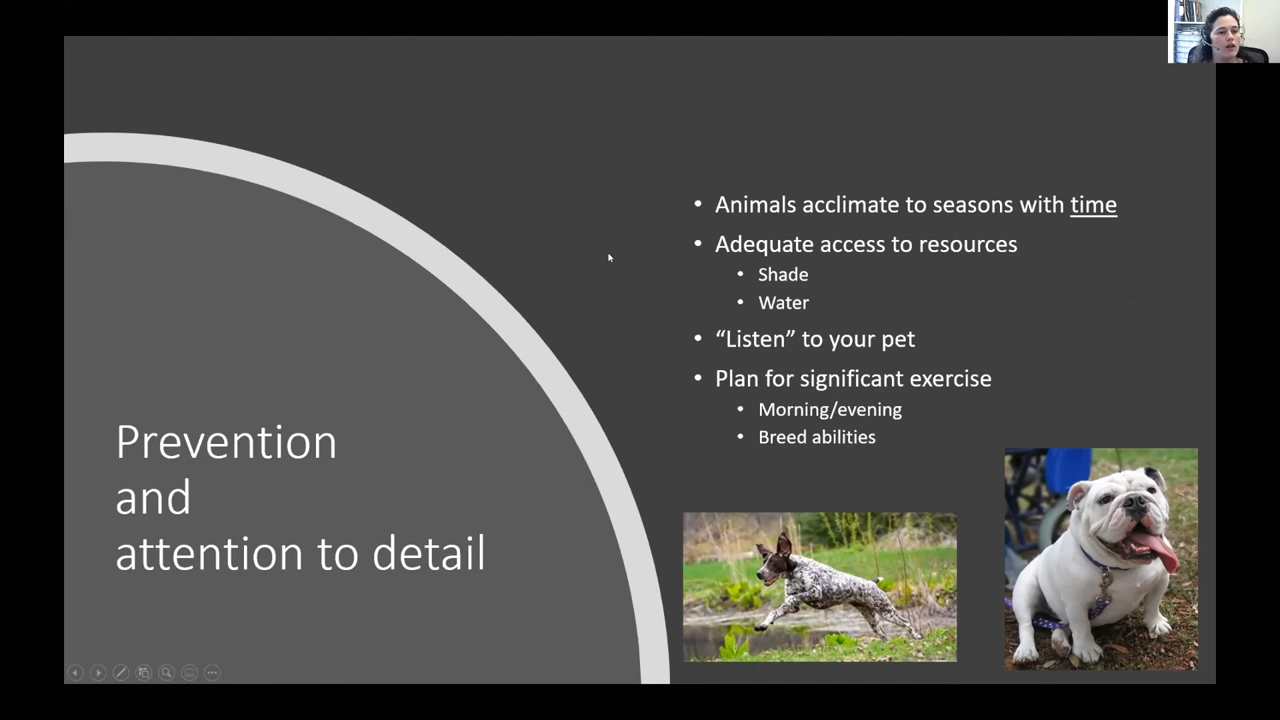 Prevention
and
attention to detail
• Animals acclimate to seasons with time
• Adequate access to resources
• Shade
• Water
• “Listen” to your pet
• Plan for significant exercise
• Morning/evening
• Breed abilities